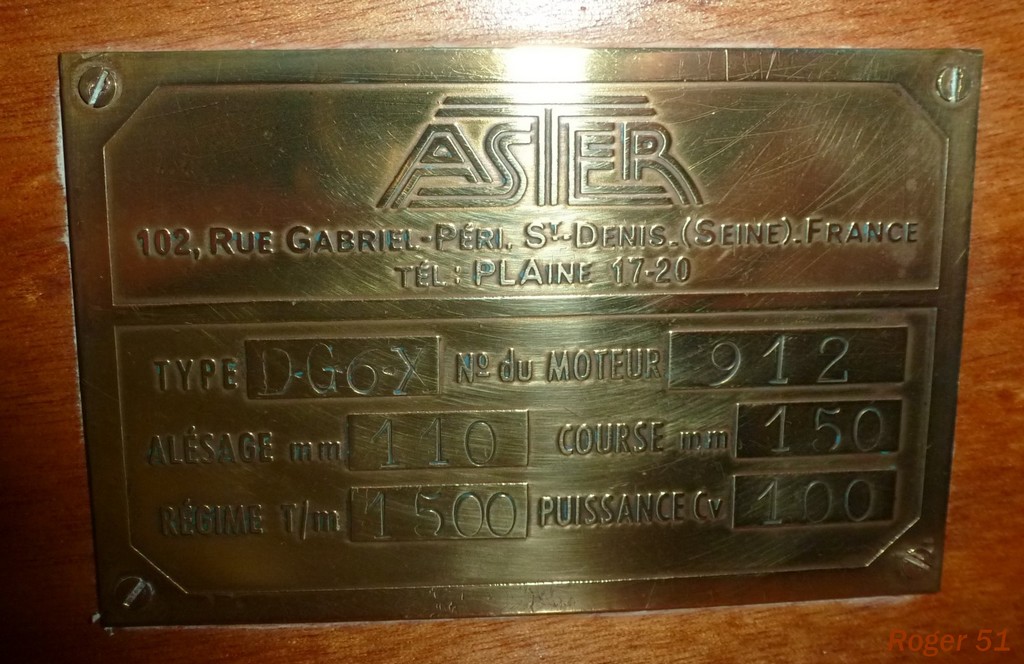 ASTER
102, RUE GABRIEL-PÉRI. ST-DENIS.(SEINE).FRANCE
TÉL: PLAINE 17-20
TYPE D-G-6-X No du MOTEUR 912
ALÉSAGE mm 110 COURSE mm 150
RÉGIME T/m 1500 PUISSANCE Cv 100
Roger 51